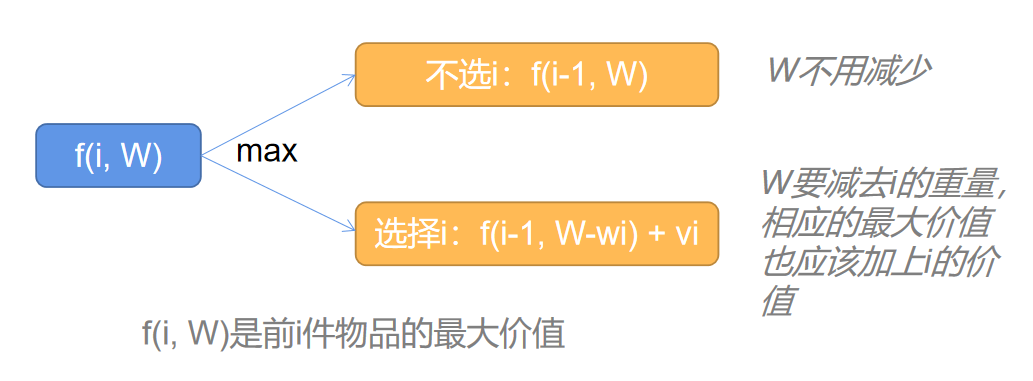 不选i：f(i-1, W)
W不用减少
f(i, W)
max
选择i：f(i-1, W-wi) + vi
W要减去i的重量，
相应的最大价值
也应该加上i的价
值
f(i, W)是前i件物品的最大价值